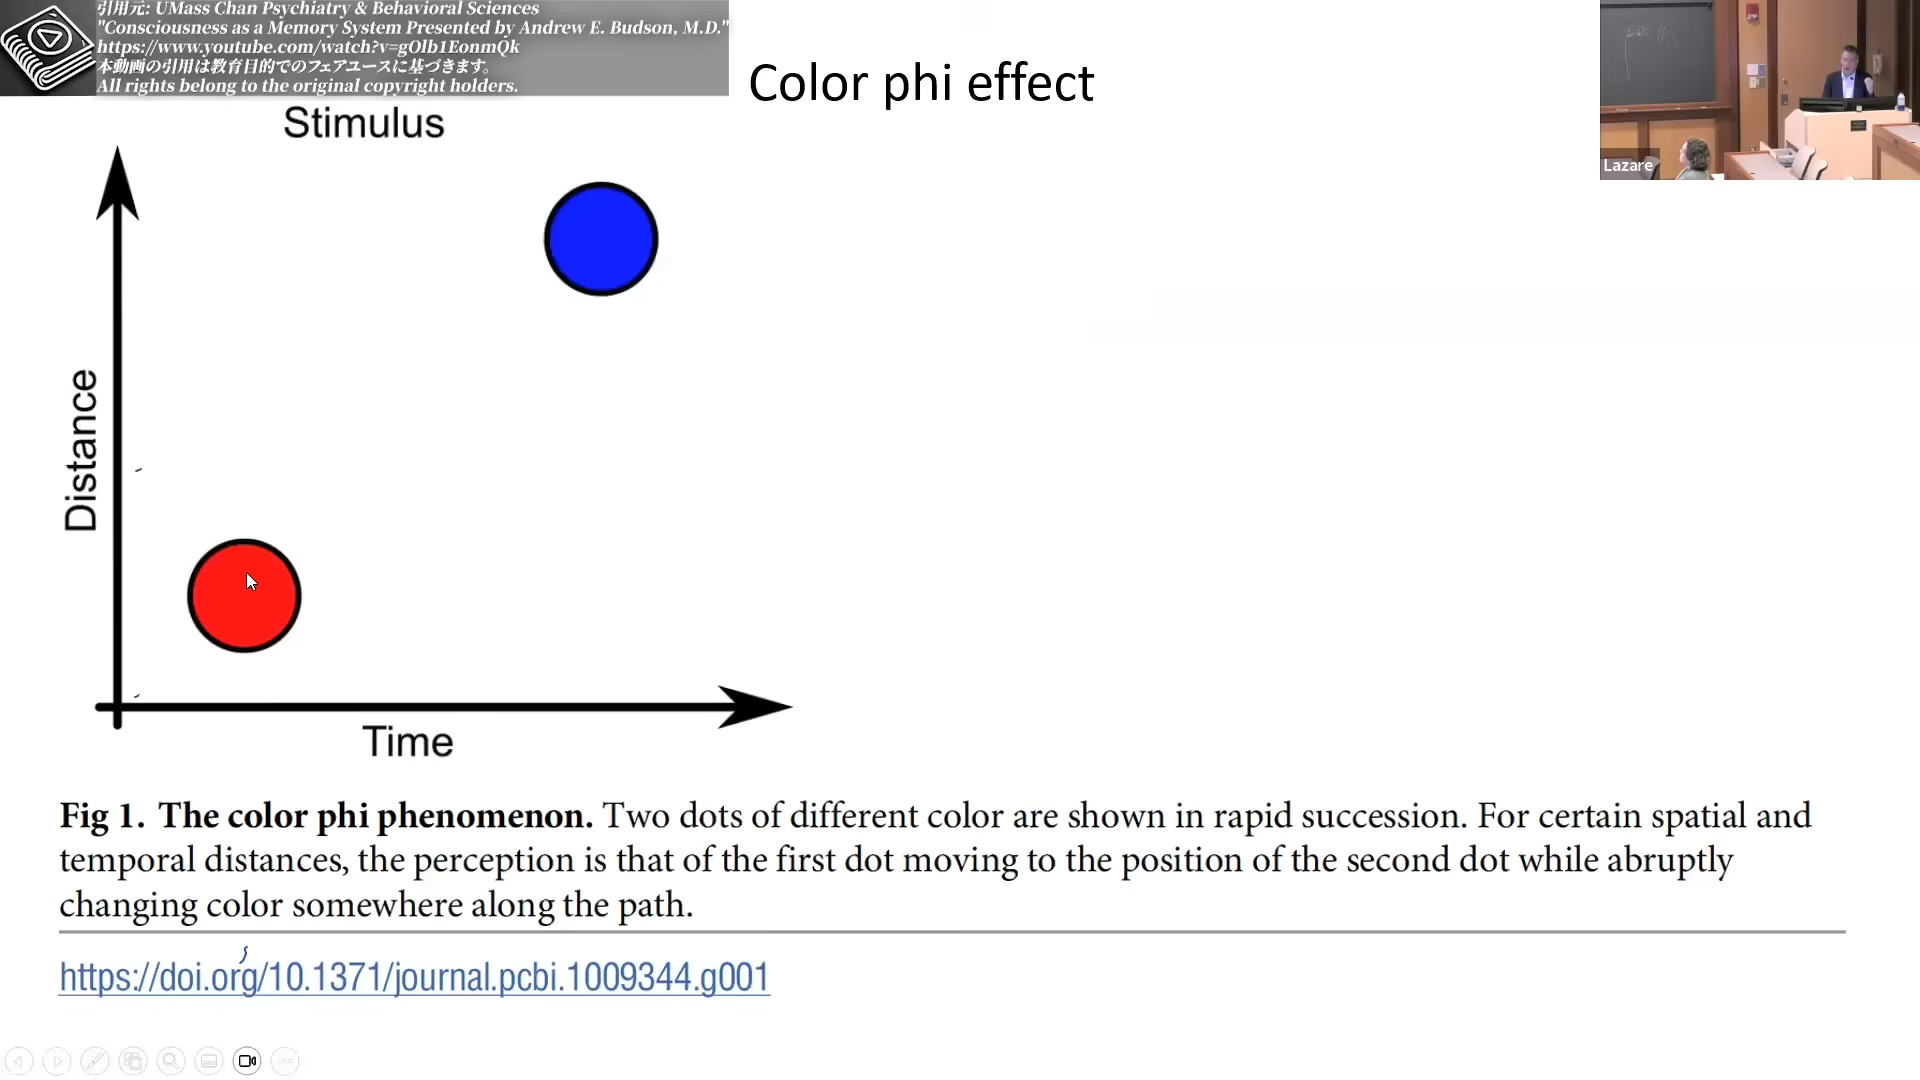 引用元: UMass Chan Psychiatry & Behavioral Sciences
"Consciousness as a Memory System Presented by Andrew E. Budson, M.D."
https://www.youtube.com/watch?v=gOlb1EonmQk
本動画の引用は教育目的でのフェアユースに基づきます。
All rights belong to the original copyright holders.
Color phi effect
Lazare
Stimulus
Distance
Time
Fig 1. The color phi phenomenon. Two dots of different color are shown in rapid succession. For certain spatial and
temporal distances, the perception is that of the first dot moving to the position of the second dot while abruptly
changing color somewhere along the path.
https://doi.org/10.1371/journal.pcbi.1009344.g001